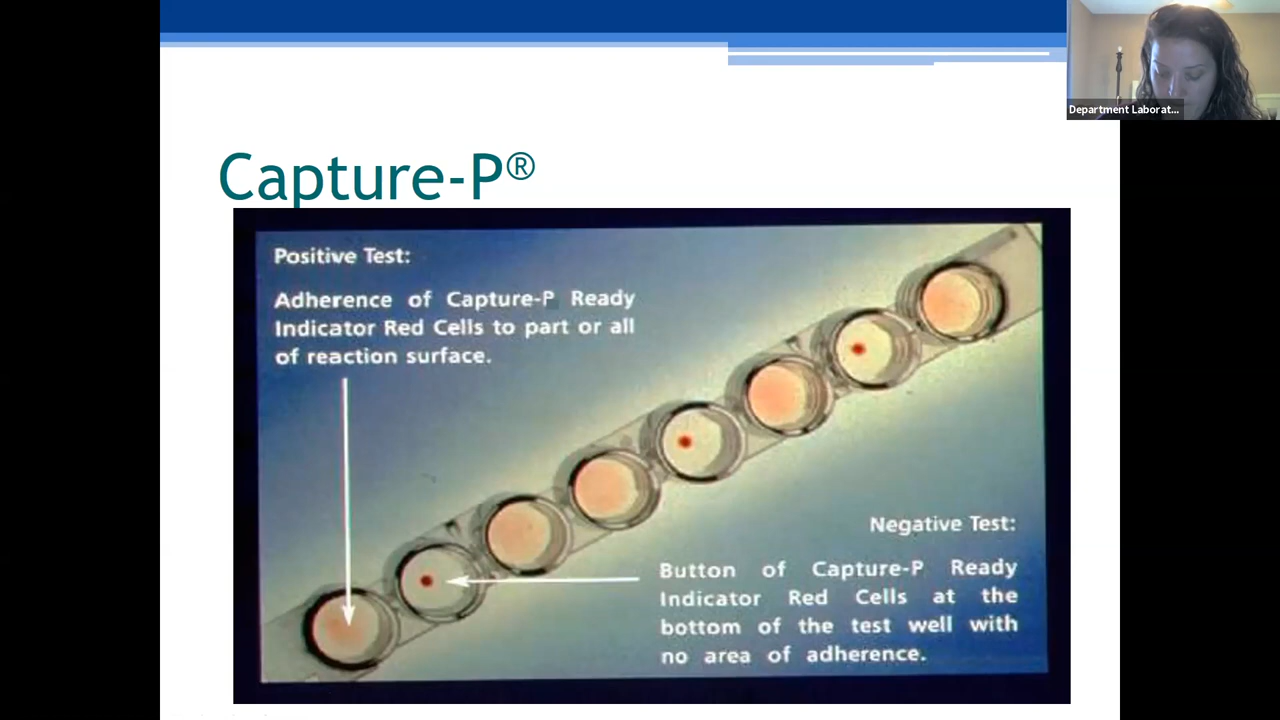 Department Laborat...
Capture-P®
Positive Test:
Adherence of Capture-P Ready
Indicator Red Cells to part or all
of reaction surface.
Negative Test:
Button of Capture-P Ready
Indicator Red Cells at the
bottom of the test well with
no area of adherence.